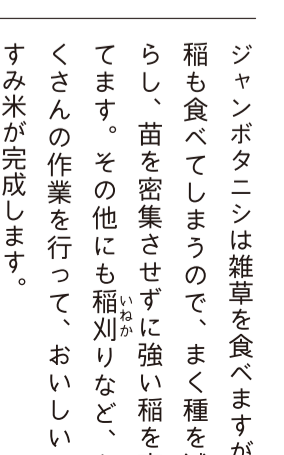 ジャンボタニシは雑草を食べますが
稲も食べてしまうので、まく種を減
らし、苗を密集させずに強い稲を
てます。その他にも稲刈りなど、
くさんの作業を行って、おいしい
すみ米が完成します。